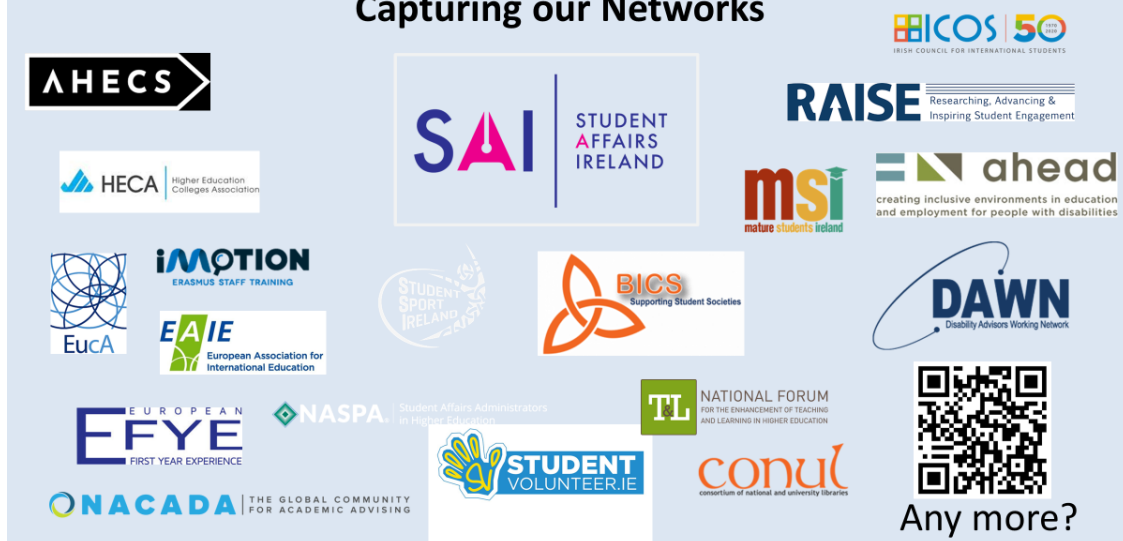 Capturing our Networks
ICOS 50
1970
2020
IRISH COUNCIL FOR INTERNATIONAL STUDENTS
AHECS
SAI
STUDENT
AFFAIRS
IRELAND
RAISE
Researching, Advancing &
Inspiring Student Engagement
HECA
Higher Education
Colleges Association
msi
mature students ireland
ahead
creating inclusive environments in education
and employment for people with disabilities
EucA
iMOTION
ERASMUS STAFF TRAINING
EAIE
European Association for
International Education
STUDENT
SPORT
IRELAND
BICS
Supporting Student Societies
DAWN
Disability Advisors Working Network
EUROPEAN
EFYE
FIRST YEAR EXPERIENCE
NASPA
Student Affairs Administrators
in Higher Education
T&L
NATIONAL FORUM
FOR THE ENHANCEMENT OF TEACHING
AND LEARNING IN HIGHER EDUCATION
NACADA
THE GLOBAL COMMUNITY
FOR ACADEMIC ADVISING
SV
STUDENT
VOLUNTEER.IE
conul
consortium of national and university libraries
Any more?